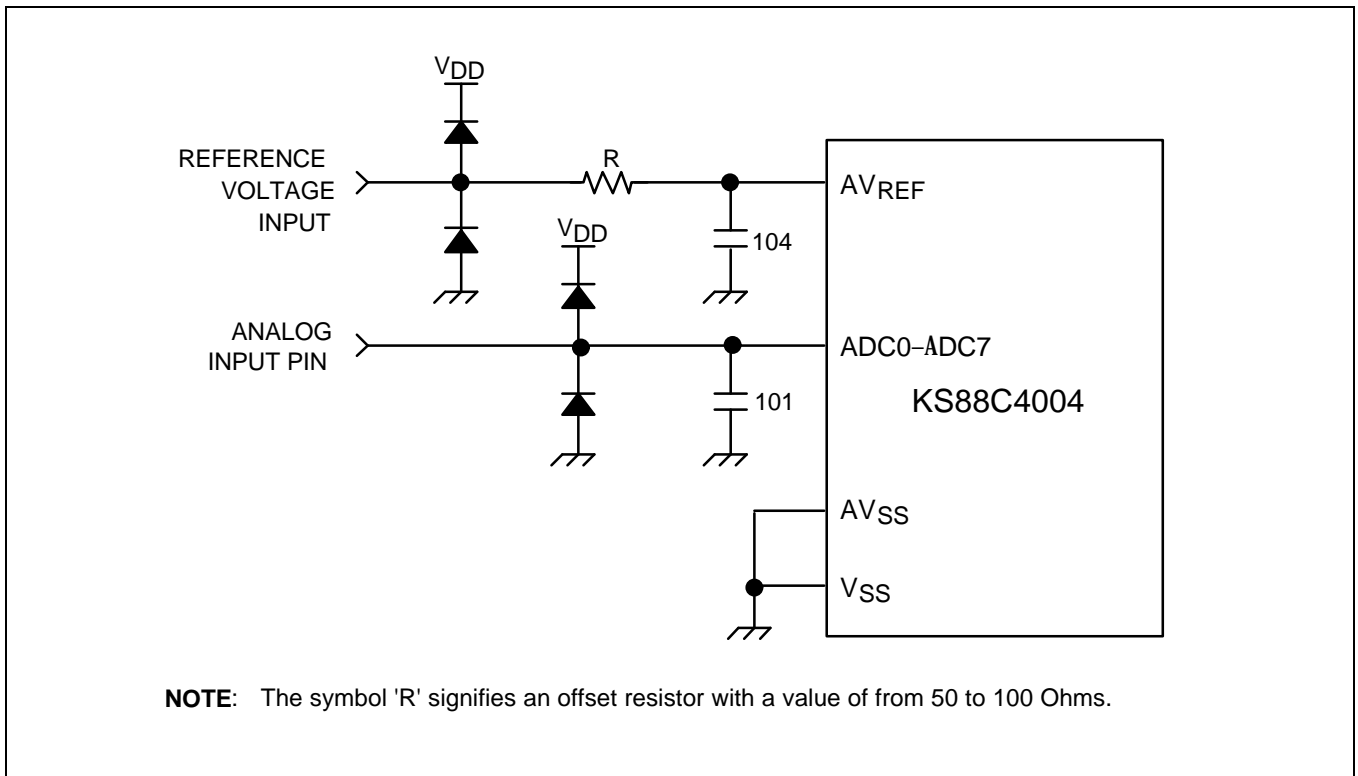 VDD
REFERENCE
VOLTAGE
INPUT
R
AVREF
104
VDD
ANALOG
INPUT PIN
ADC0–ADC7
101
KS88C4004
AVSS
VSS
NOTE: The symbol 'R' signifies an offset resistor with a value of from 50 to 100 Ohms.